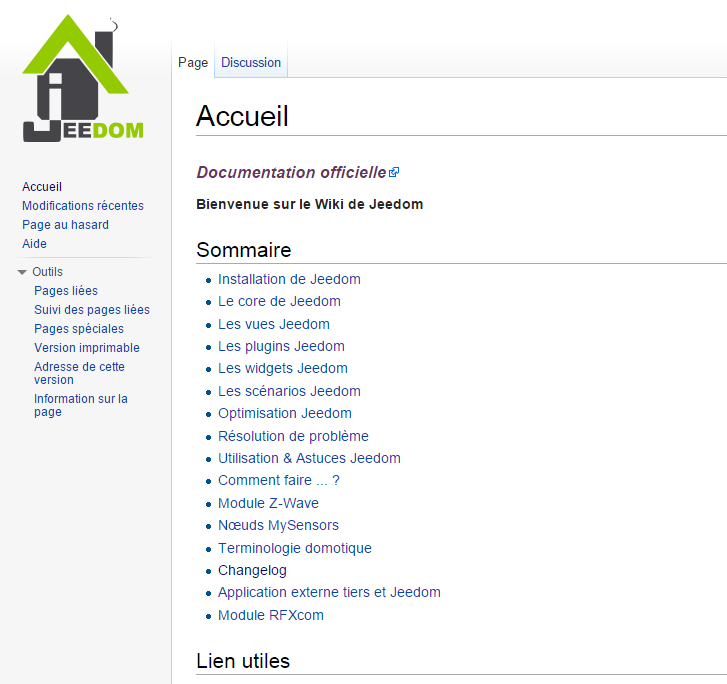 JEEDOM
Accueil
Modifications récentes
Page au hasard
Aide
Outils
Pages liées
Suivi des pages liées
Pages spéciales
Version imprimable
Adresse de cette
version
Information sur la
page
Page
Discussion
Accueil
Documentation officielle
Bienvenue sur le Wiki de Jeedom
Sommaire
Installation de Jeedom
Le core de Jeedom
Les vues Jeedom
Les plugins Jeedom
Les widgets Jeedom
Les scénarios Jeedom
Optimisation Jeedom
Résolution de problème
Utilisation & Astuces Jeedom
Comment faire ... ?
Module Z-Wave
Nœuds MySensors
Terminologie domotique
Changelog
Application externe tiers et Jeedom
Module RFXcom
Lien utiles